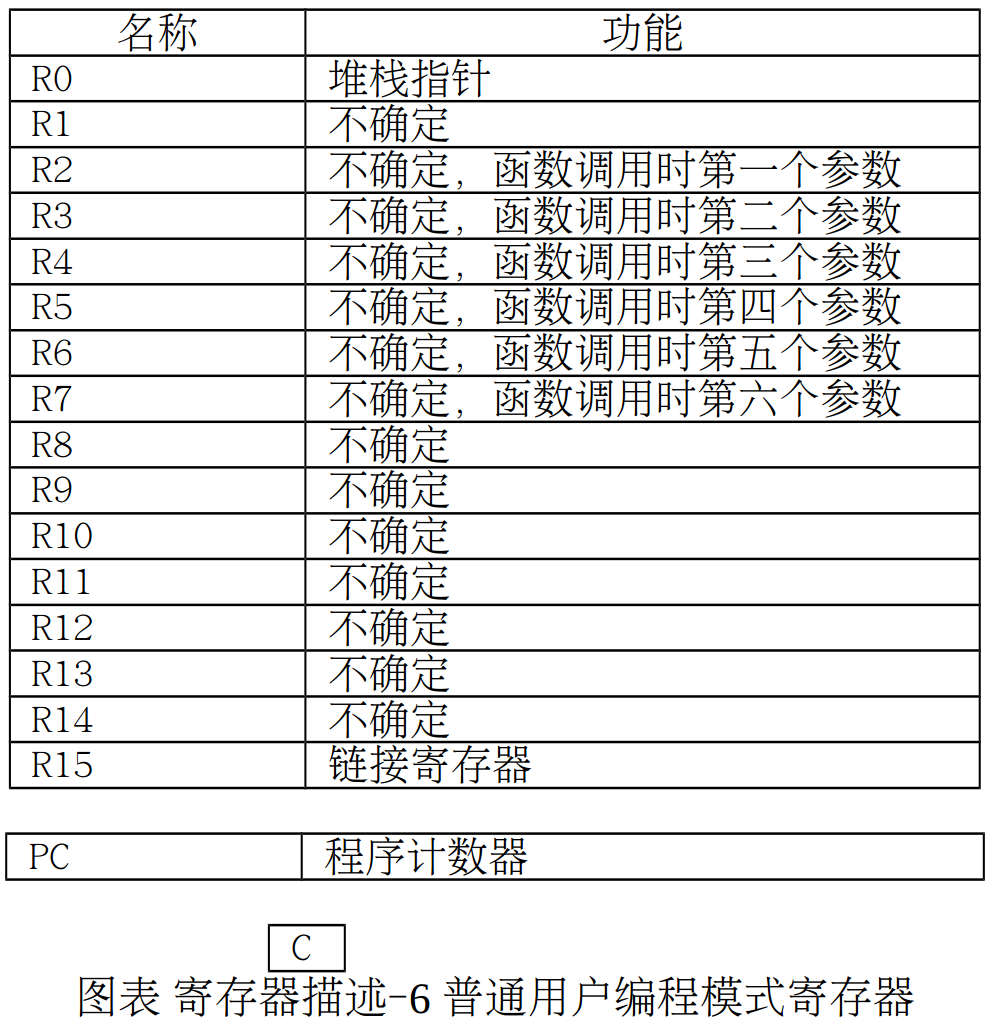 名称 功能
R0 堆栈指针
R1 不确定
R2 不确定，函数调用时第一个参数
R3 不确定，函数调用时第二个参数
R4 不确定，函数调用时第三个参数
R5 不确定，函数调用时第四个参数
R6 不确定，函数调用时第五个参数
R7 不确定，函数调用时第六个参数
R8 不确定
R9 不确定
R10 不确定
R11 不确定
R12 不确定
R13 不确定
R14 不确定
R15 链接寄存器
PC 程序计数器
C
图表 寄存器描述-6 普通用户编程模式寄存器